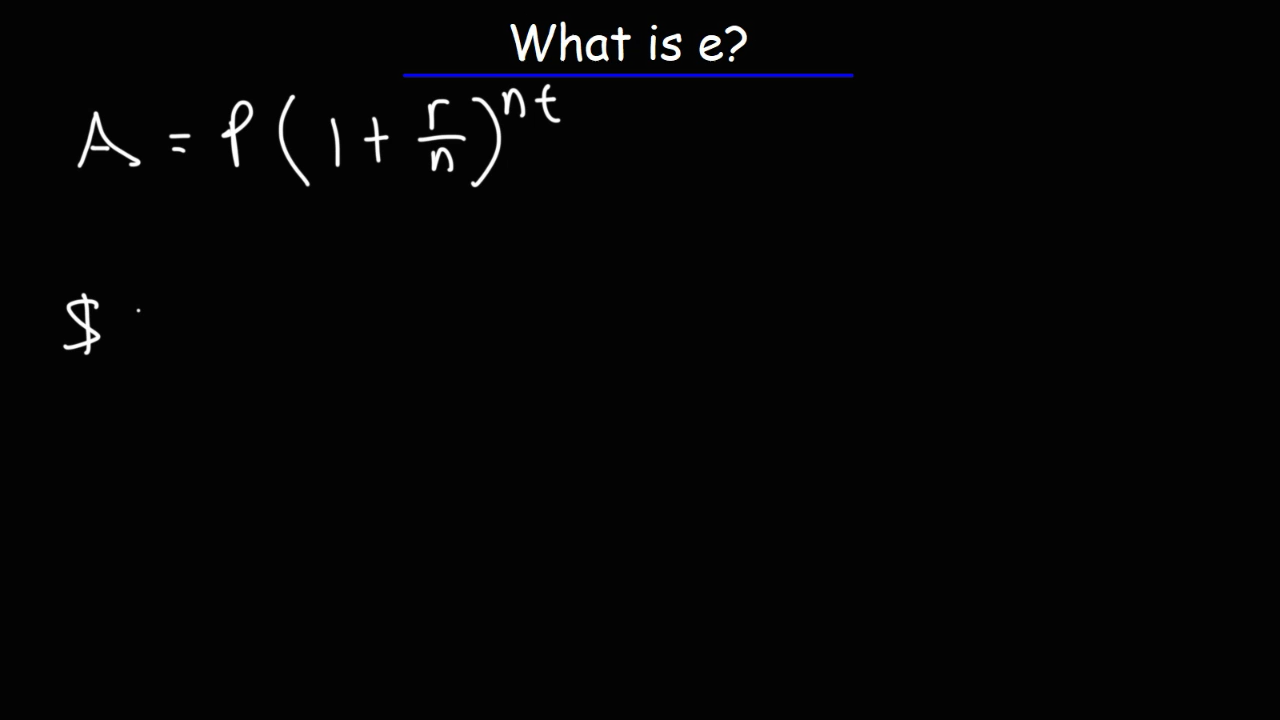 What is e?
A = P(1 + r/n)^nt
$